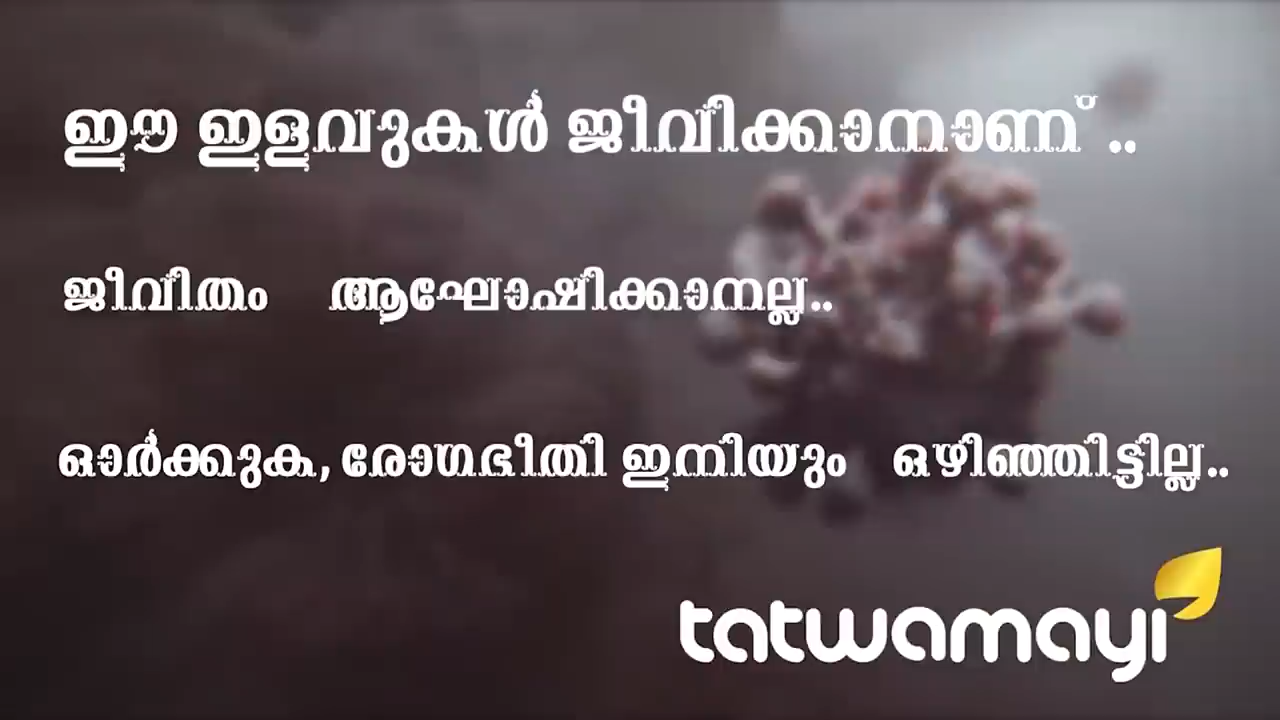 ഈ ഇളവുകൾ ജീവിക്കാനാണ് ..
ജീവിതം ആഘോഷിക്കാനല്ല..
ഓർക്കുക, രോഗഭീതി ഇനിയും ഒഴിഞ്ഞിട്ടില്ല..
tatwamayi